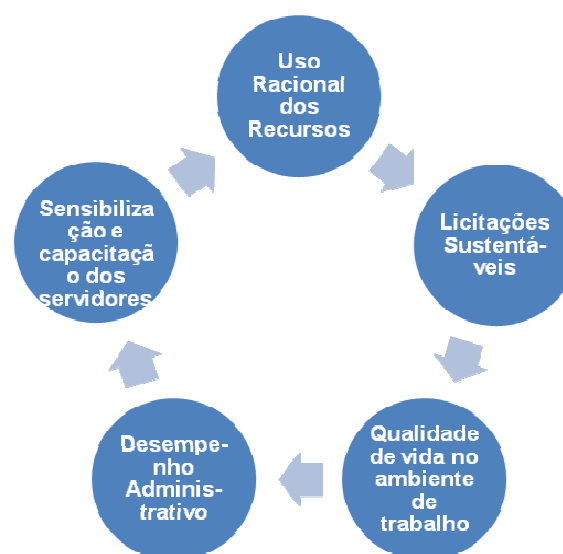 Uso
Racional
dos
Recursos
Licitações
Sustentá-
veis
Qualidade
de vida no
ambiente
de
trabalho
Desempe-
nho
Adminis-
trativo
Sensibiliza
ção e
capacitaçã
o dos
servidores